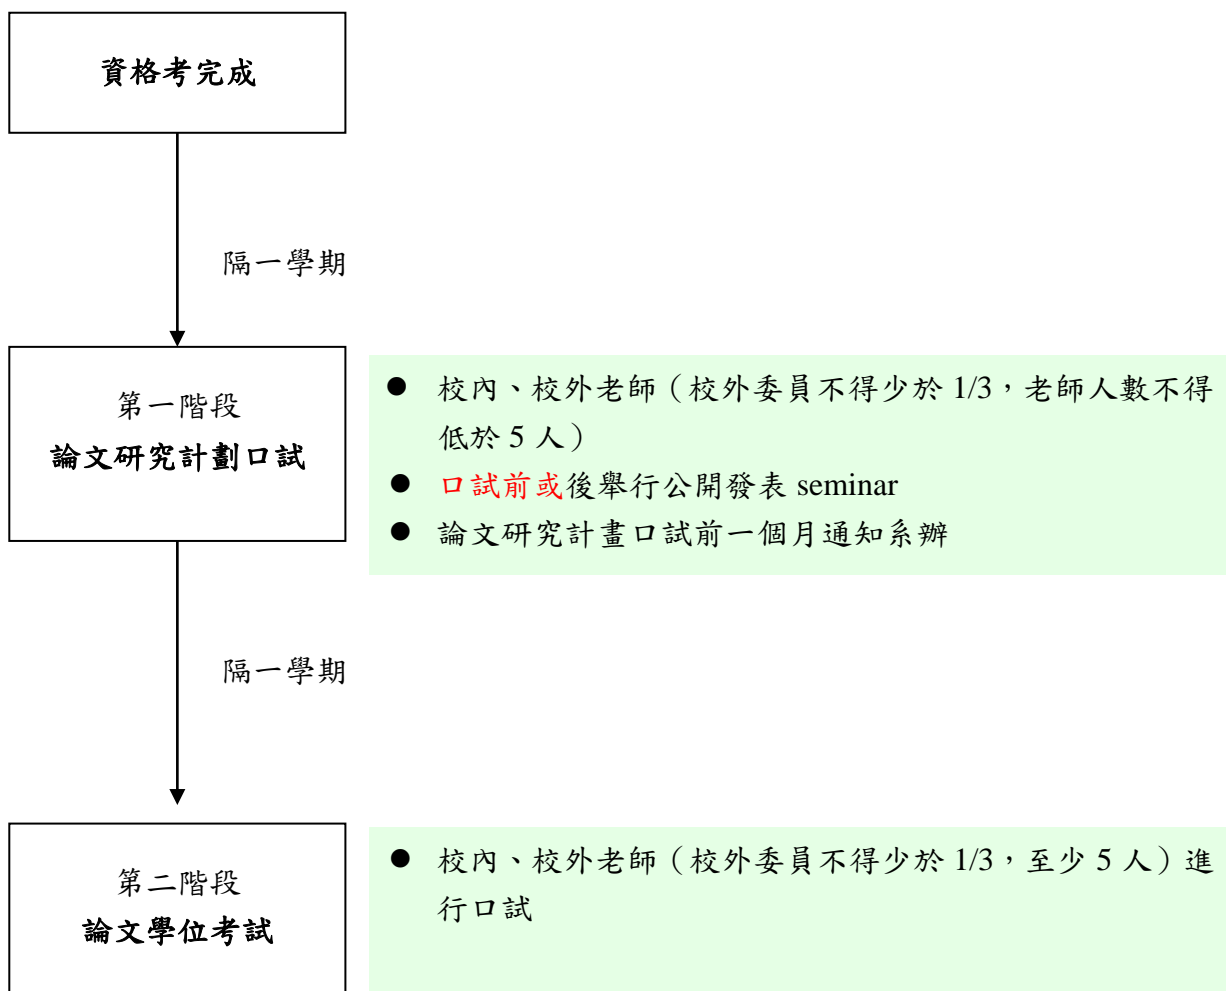 資格考完成
隔一學期
第一階段
論文研究計劃口試
● 校內、校外老師（校外委員不得少於 1/3，老師人數不得
低於 5 人）
● 口試前或後舉行公開發表 seminar
● 論文研究計畫口試前一個月通知系辦
隔一學期
第二階段
論文學位考試
● 校內、校外老師（校外委員不得少於 1/3，至少 5 人）進
行口試